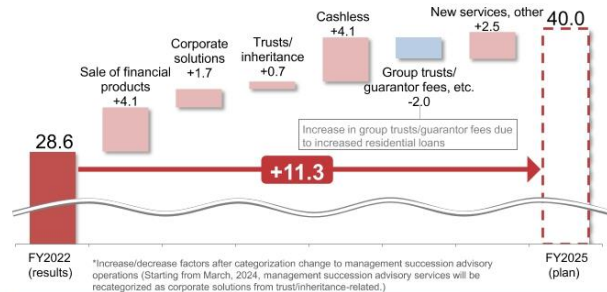 Cashless
+4.1
New services, other
+2.5
40.0
Corporate
solutions
+1.7
Trusts/
inheritance
+0.7
Sale of financial
products
+4.1
Group trusts/
guarantor fees, etc.
-2.0
Increase in group trusts/guarantor fees due
to increased residential loans
28.6
+11.3
FY2022
(results)
FY2025
(plan)
*Increase/decrease factors after categorization change to management succession advisory
operations (Starting from March, 2024, management succession advisory services will be
recategorized as corporate solutions from trust/inheritance-related.)